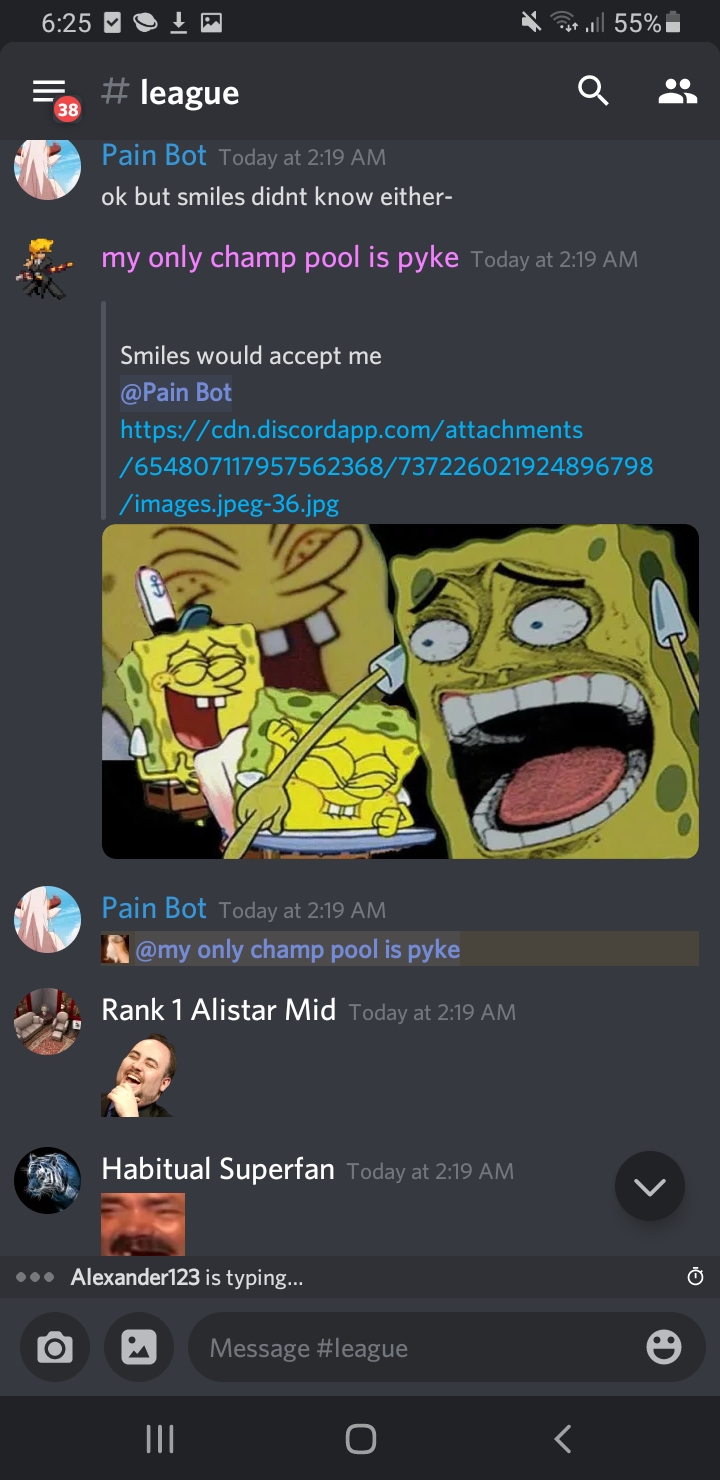 6:25 55%
38
# league
Pain Bot Today at 2:19 AM
ok but smiles didnt know either-
my only champ pool is pyke Today at 2:19 AM
Smiles would accept me
@Pain Bot
https://cdn.discordapp.com/attachments
/654807117957562368/737226021924896798
/images.jpeg-36.jpg
Pain Bot Today at 2:19 AM
@my only champ pool is pyke
Rank 1 Alistar Mid Today at 2:19 AM
Habitual Superfan Today at 2:19 AM
Alexander123 is typing...
Message #league